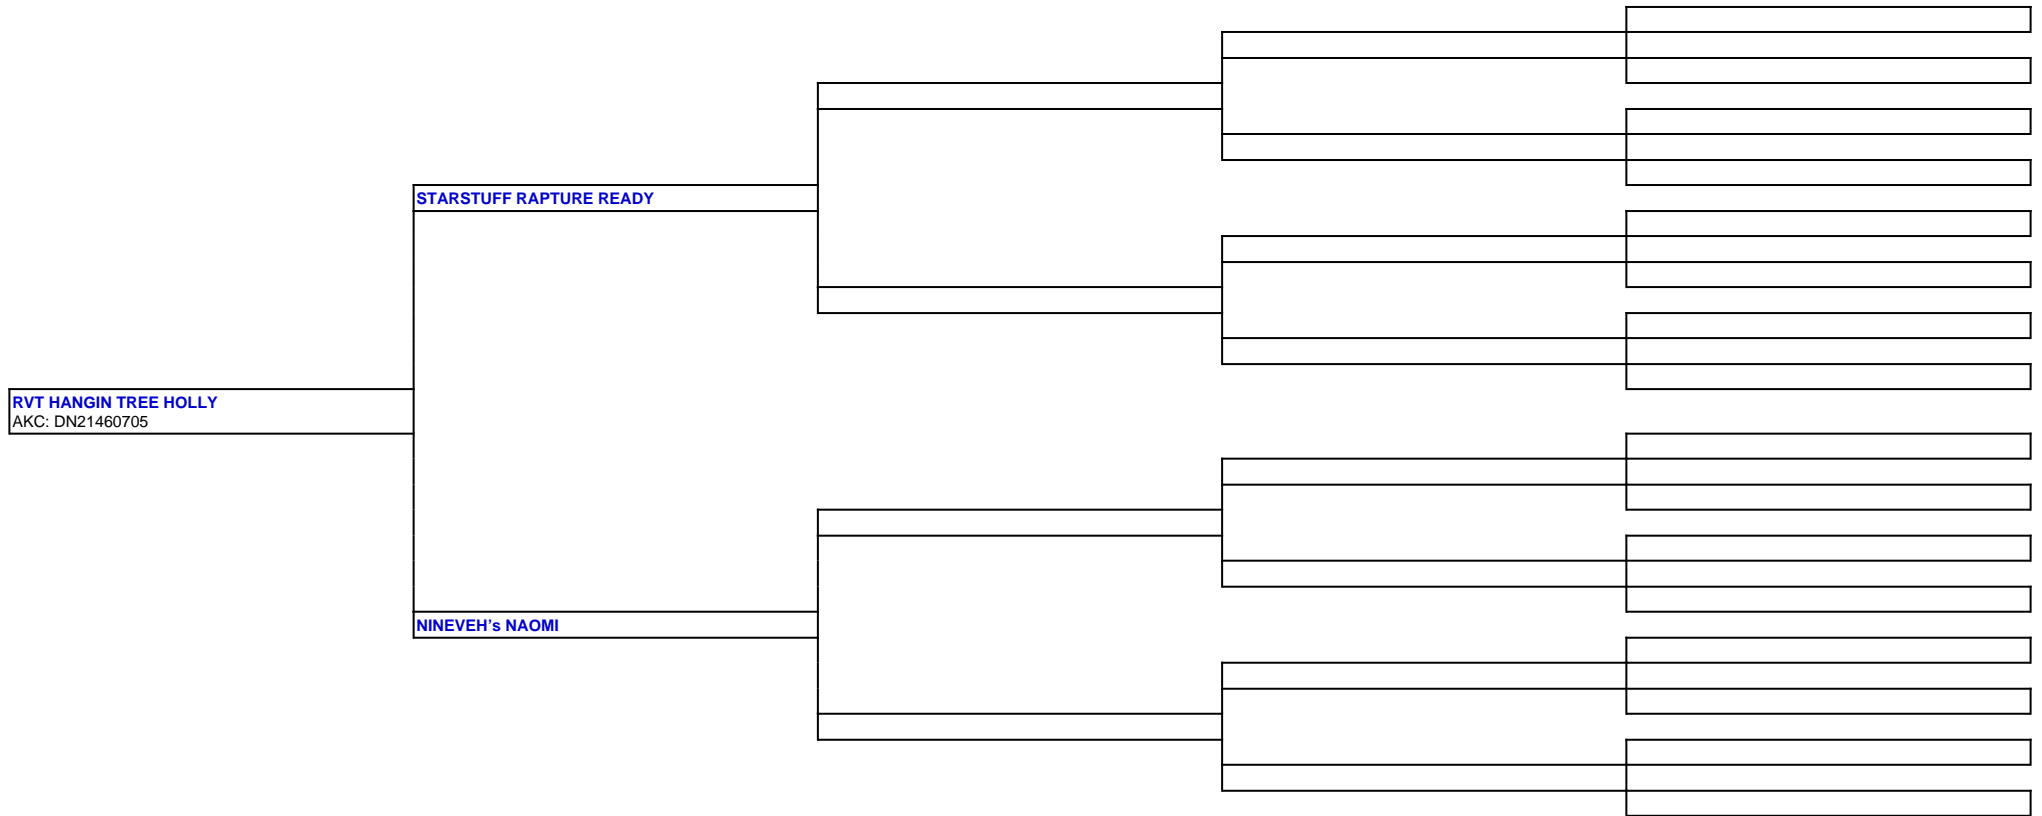 STARSTUFF RAPTURE READY
RVT HANGIN TREE HOLLY
AKC: DN21460705
NINEVEH’s NAOMI